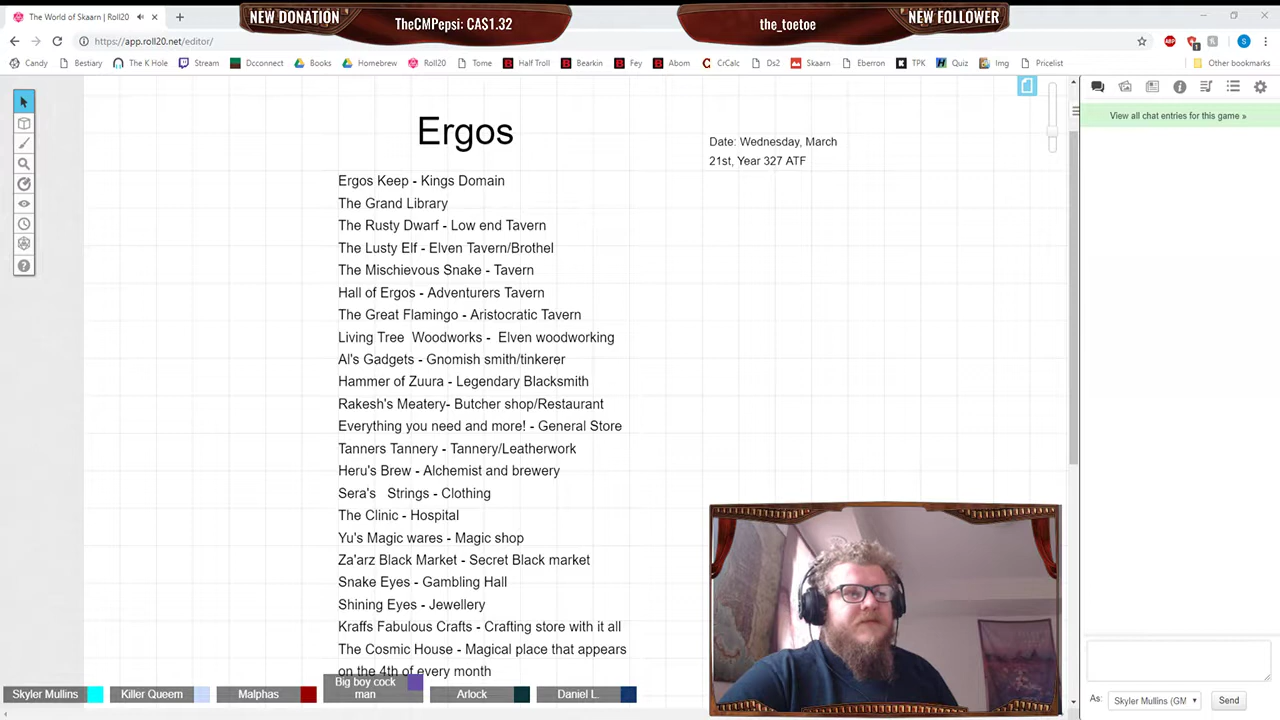 The World of Skaarn | Roll20
NEW DONATION
TheCMPepsi: CA$1.32
the_toetoe
NEW FOLLOWER
https://app.roll20.net/editor/
Candy
Bestiary
The K Hole
Stream
Dcconnect
Books
Homebrew
Roll20
Tome
Half Troll
Bearkin
Fey
Abom
CrCalc
Ds2
Skaarn
Eberron
TPK
Quiz
Img
Pricelist
Other bookmarks
View all chat entries for this game »
Ergos
Date: Wednesday, March
21st, Year 327 ATF
Ergos Keep - Kings Domain
The Grand Library
The Rusty Dwarf - Low end Tavern
The Lusty Elf - Elven Tavern/Brothel
The Mischievous Snake - Tavern
Hall of Ergos - Adventurers Tavern
The Great Flamingo - Aristocratic Tavern
Living Tree Woodworks - Elven woodworking
Al's Gadgets - Gnomish smith/tinkerer
Hammer of Zuura - Legendary Blacksmith
Rakesh's Meatery- Butcher shop/Restaurant
Everything you need and more! - General Store
Tanners Tannery - Tannery/Leatherwork
Heru's Brew - Alchemist and brewery
Sera's Strings - Clothing
The Clinic - Hospital
Yu's Magic wares - Magic shop
Za'arz Black Market - Secret Black market
Snake Eyes - Gambling Hall
Shining Eyes - Jewellery
Kraffs Fabulous Crafts - Crafting store with it all
The Cosmic House - Magical place that appears
on the 4th of every month
Skyler Mullins
Killer Queem
Malphas
Big boy cock
man
Arlock
Daniel L.
As:
Skyler Mullins (GM
Send